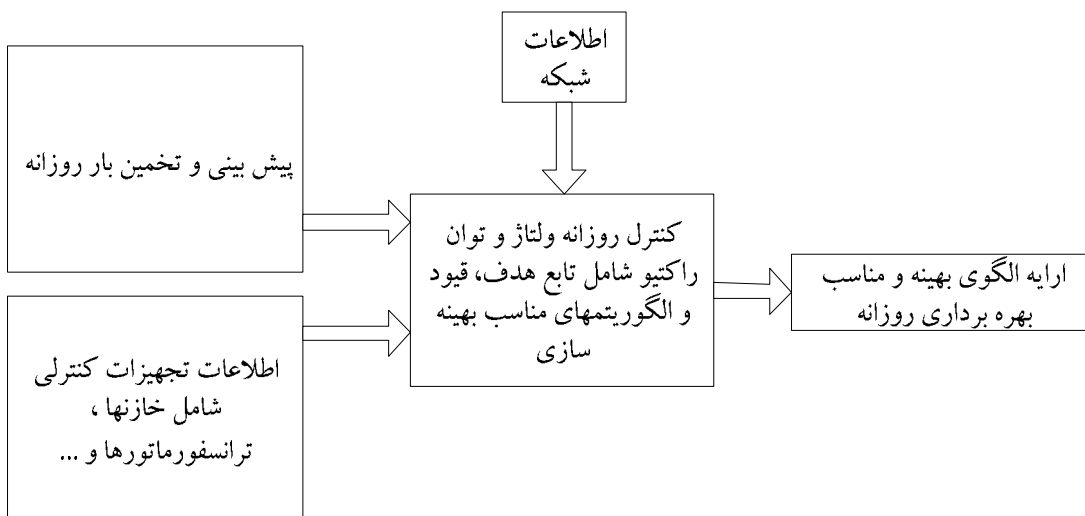 اطلاعات
شبکه
پیش بینی و تخمین بار روزانه
کنترل روزانه ولتاژ و توان
راکتیو شامل تابع هدف، قیود
و الگوریتمهای مناسب بهینه
سازی
ارایه الگوی بهینه و مناسب
بهره برداری روزانه
اطلاعات تجهیزات کنترلی
شامل خازنها ،
ترانسفورماتورها و ...